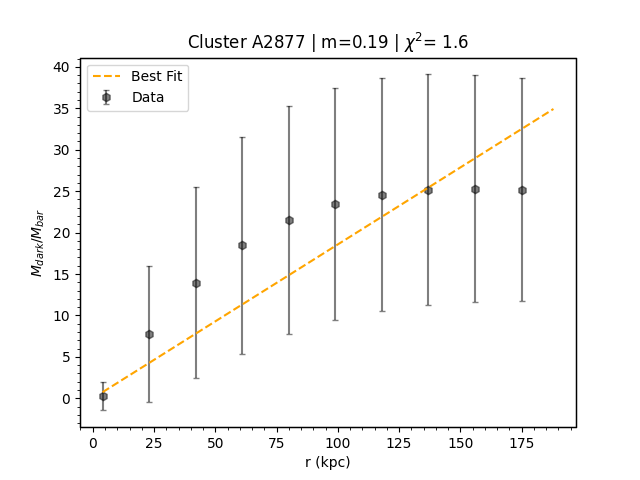 Cluster A2877 | m=0.19 | χ²= 1.6
Best Fit
Data
40
35
30
25
20
15
10
5
0
M_dark/M_bar
0 25 50 75 100 125 150 175
r (kpc)